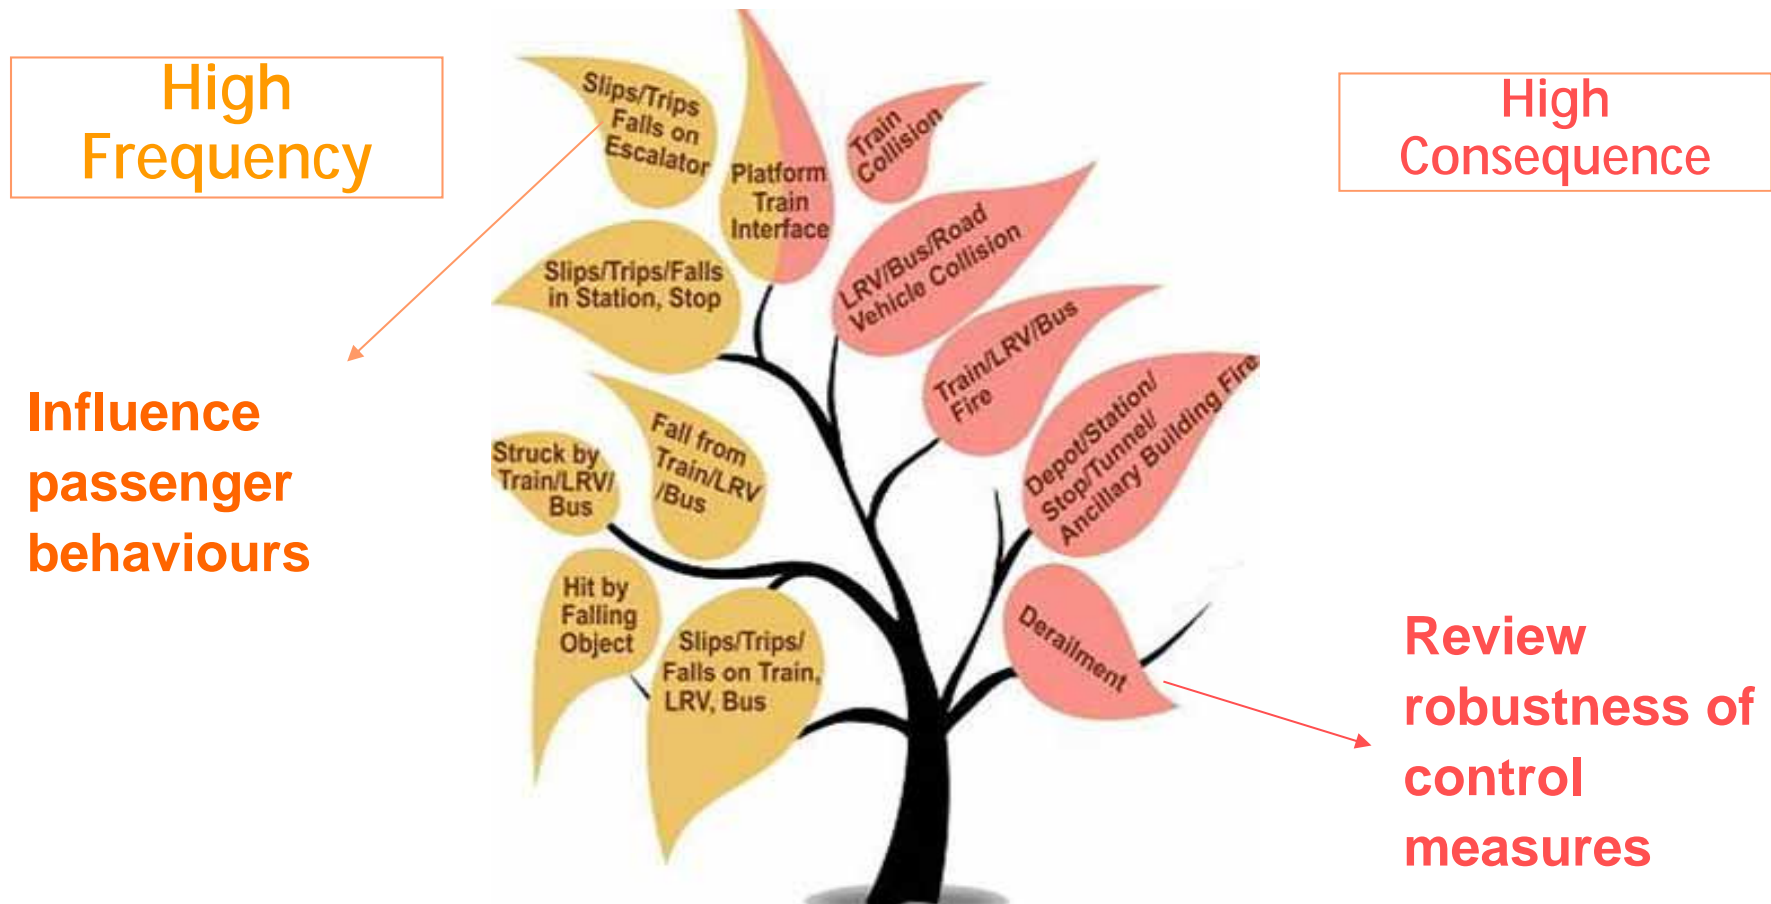 High
Frequency
High
Consequence
Slips/Trips
Falls on
Escalator
Platform
Train
Interface
Train
Collision
Slips/Trips/Falls
in Station, Stop
LRV/Bus/Road
Vehicle Collision
Train/LRV/Bus
Fire
Depot/Station/
Stop/Tunnel/
Ancillary Building Fire
Influence
passenger
behaviours
Struck by
Train/LRV/
Bus
Fall from
Train/LRV
/Bus
Hit by
Falling
Object
Slips/Trips/
Falls on Train,
LRV, Bus
Derailment
Review
robustness of
control
measures